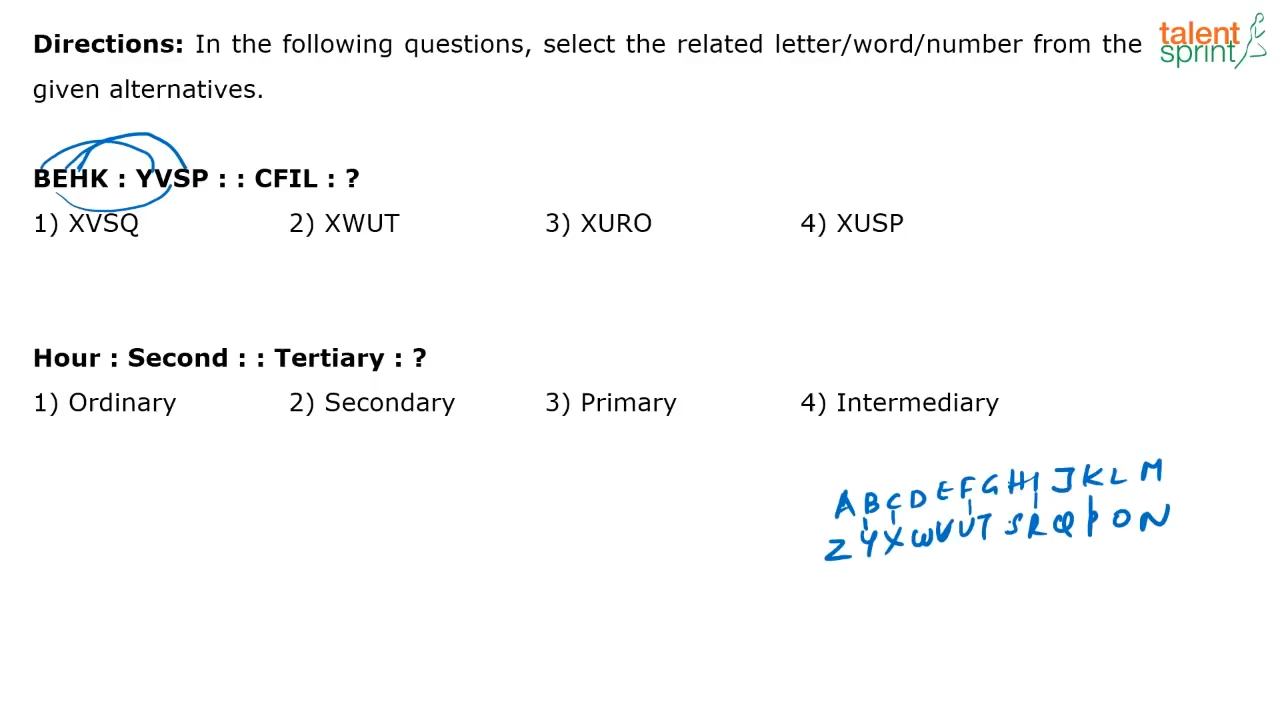 Directions: In the following questions, select the related letter/word/number from the
given alternatives.
talent
sprint
BEHK : YVSP : : CFIL : ?
1) XVSQ 2) XWUT 3) XURO 4) XUSP
Hour : Second : : Tertiary : ?
1) Ordinary 2) Secondary 3) Primary 4) Intermediary
A B C D E F G H I J K L M
Z Y X W V U T S R Q P O N